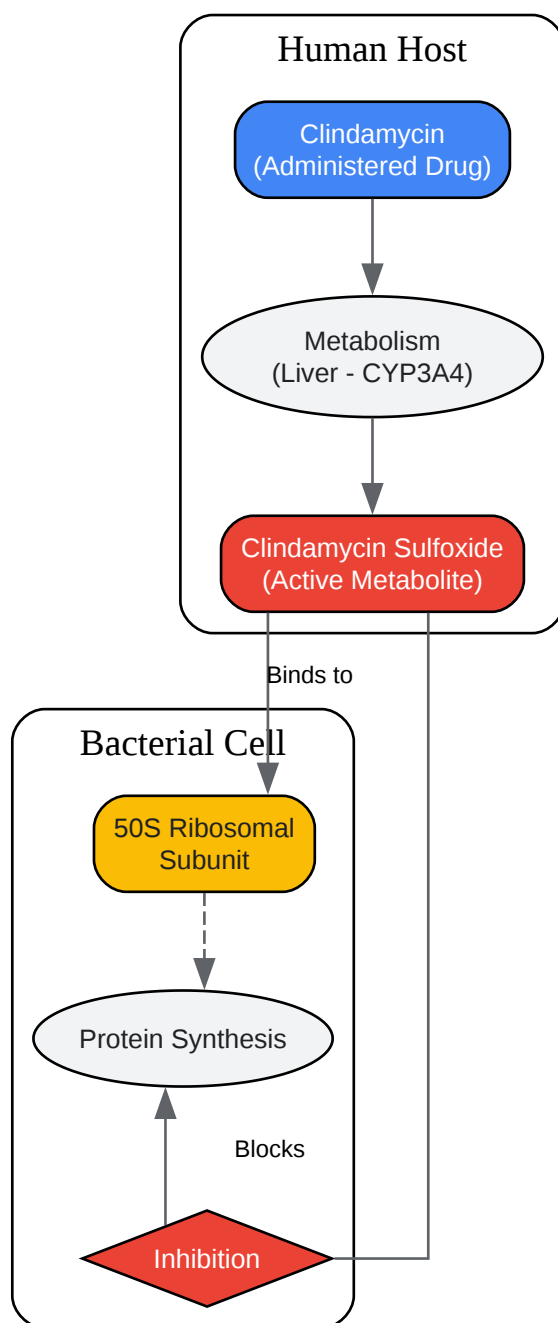 Human Host
Clindamycin
(Administered Drug)
Metabolism
(Liver - CYP3A4)
Clindamycin Sulfoxide
(Active Metabolite)
Binds to
Bacterial Cell
50S Ribosomal
Subunit
Protein Synthesis
Blocks
Inhibition